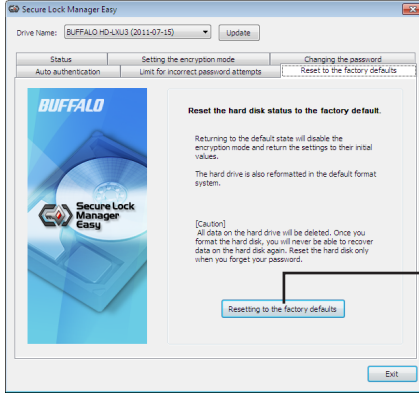 Secure Lock Manager Easy
Drive Name: BUFFALO HD-LXU3 (2011-07-15) Update
Status Setting the encryption mode Changing the password
Auto authentication Limit for incorrect password attempts Reset to the factory defaults
BUFFALO
Secure Lock
Manager
Easy
Reset the hard disk status to the factory default.
Returning to the default state will disable the
encryption mode and return the settings to their initial
values.
The hard drive is also reformatted in the default format
system.
[Caution]
All data on the hard drive will be deleted. Once you
format the hard disk, you will never be able to recover
data on the hard disk again. Reset the hard disk only
when you forget your password.
Resetting to the factory defaults
Exit